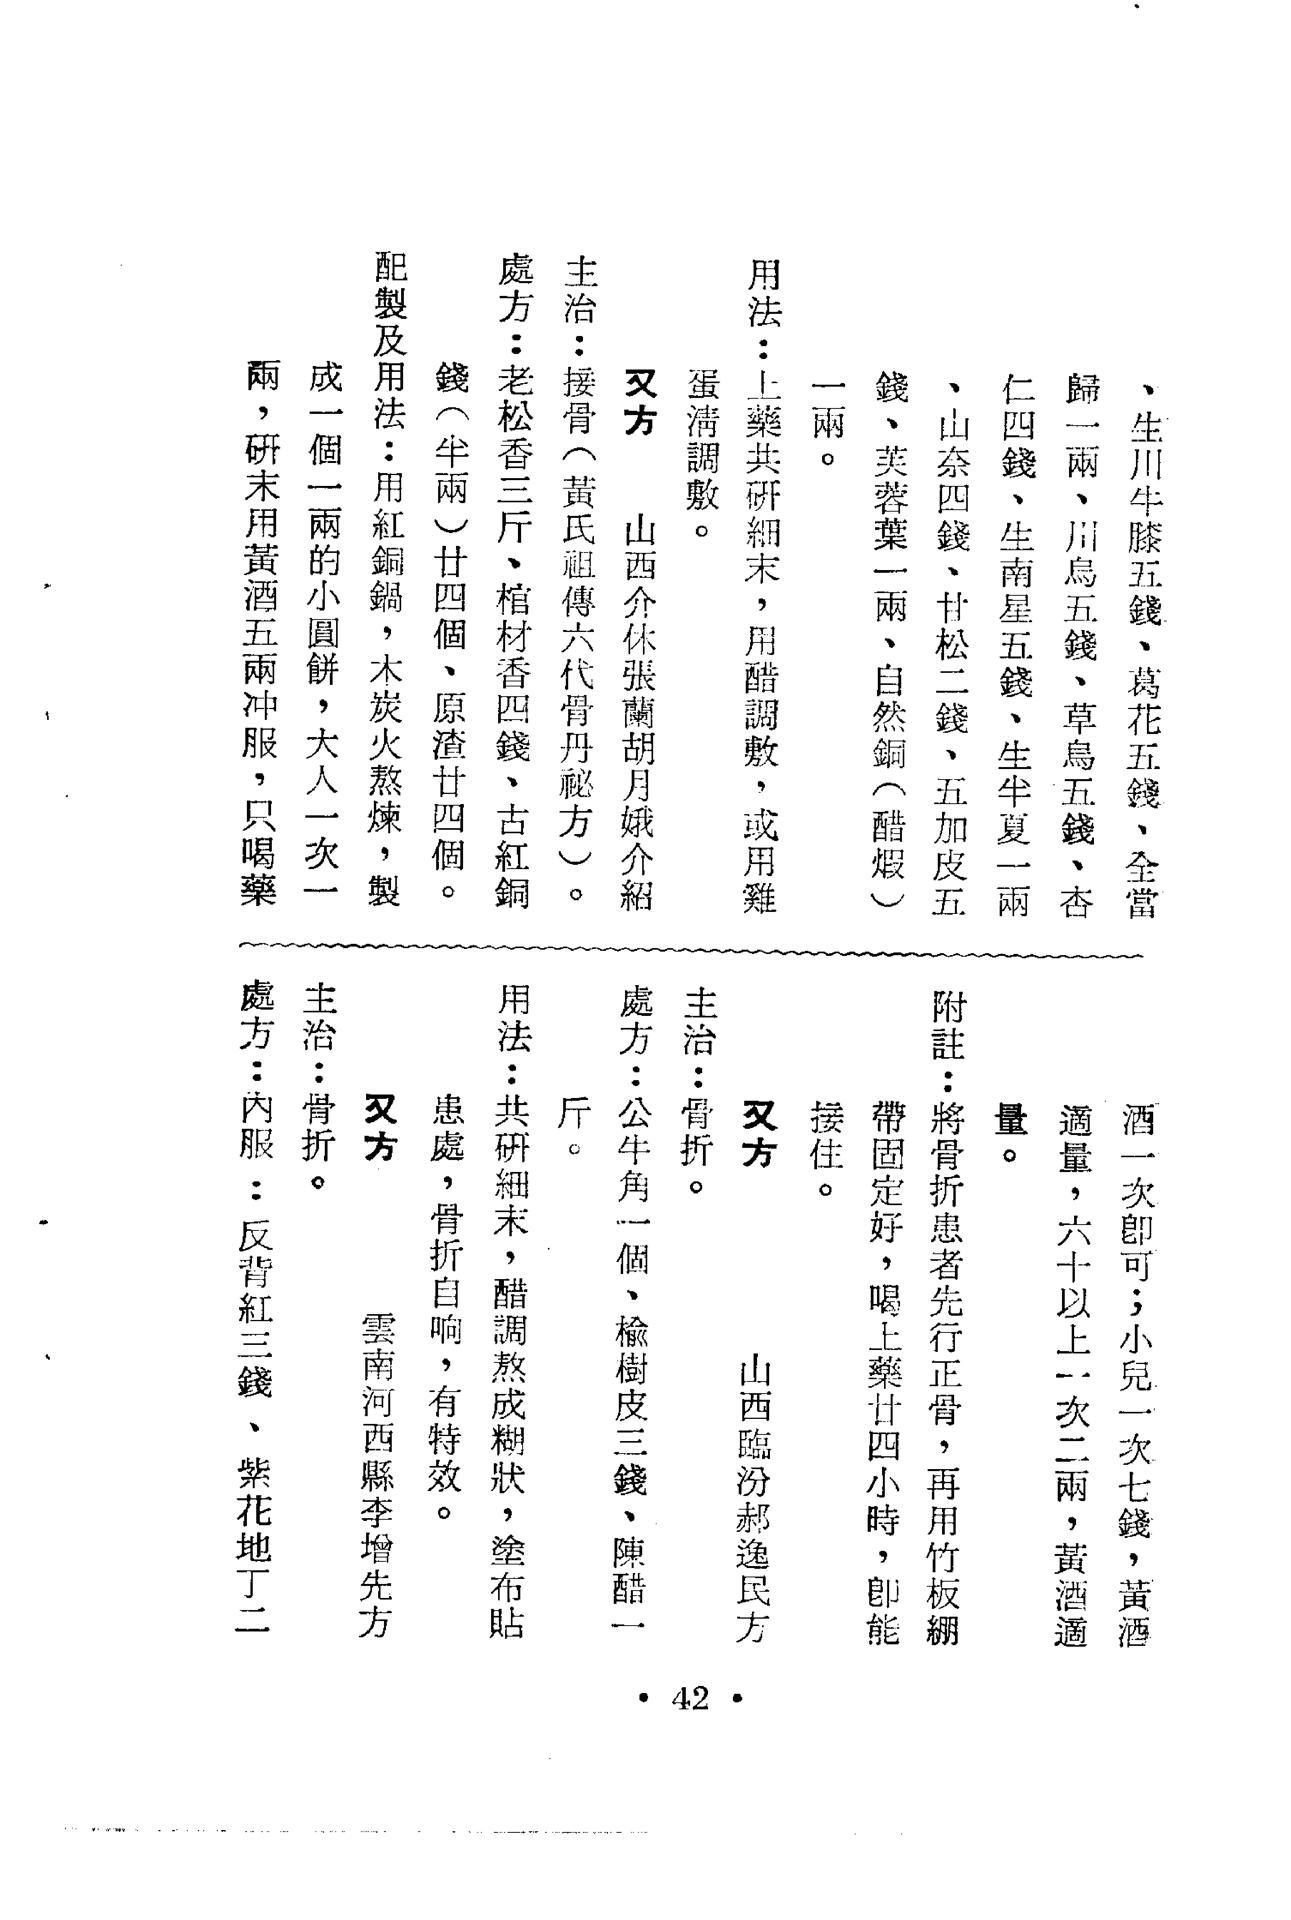 、生川牛膝五錢、葛花五錢、全當
歸一兩、川烏五錢、草烏五錢、杏
仁四錢、生南星五錢、生半夏一兩
、山奈四錢、甘松二錢、五加皮五
錢、芙蓉葉一兩、自然銅（醋煆）
一兩。
用法：上藥共研細末，用醋調敷，或用雞
蛋淸調敷。
又方　山西介休張蘭胡月娥介紹
主治：接骨（黃氏祖傳六代骨丹祕方）。
處方：老松香三斤、棺材香四錢、古紅銅
錢（半兩）廿四個、原渣廿四個。
配製及用法：用紅銅鍋，木炭火熬煉，製
成一個一兩的小圓餅，大人一次一
兩，研末用黃酒五兩冲服，只喝藥
酒一次卽可；小兒一次七錢，黃酒
適量，六十以上一次二兩，黃酒適
量。
附註：將骨折患者先行正骨，再用竹板綳
帶固定好，喝上藥廿四小時，卽能
接住。
又方　山西臨汾郝逸民方
主治：骨折。
處方：公牛角一個、榆樹皮三錢、陳醋一
斤。
用法：共研細末，醋調熬成糊狀，塗布貼
患處，骨折自响，有特效。
又方　雲南河西縣李增先方
主治：骨折。
處方：內服：反背紅三錢、紫花地丁二
• 42 •